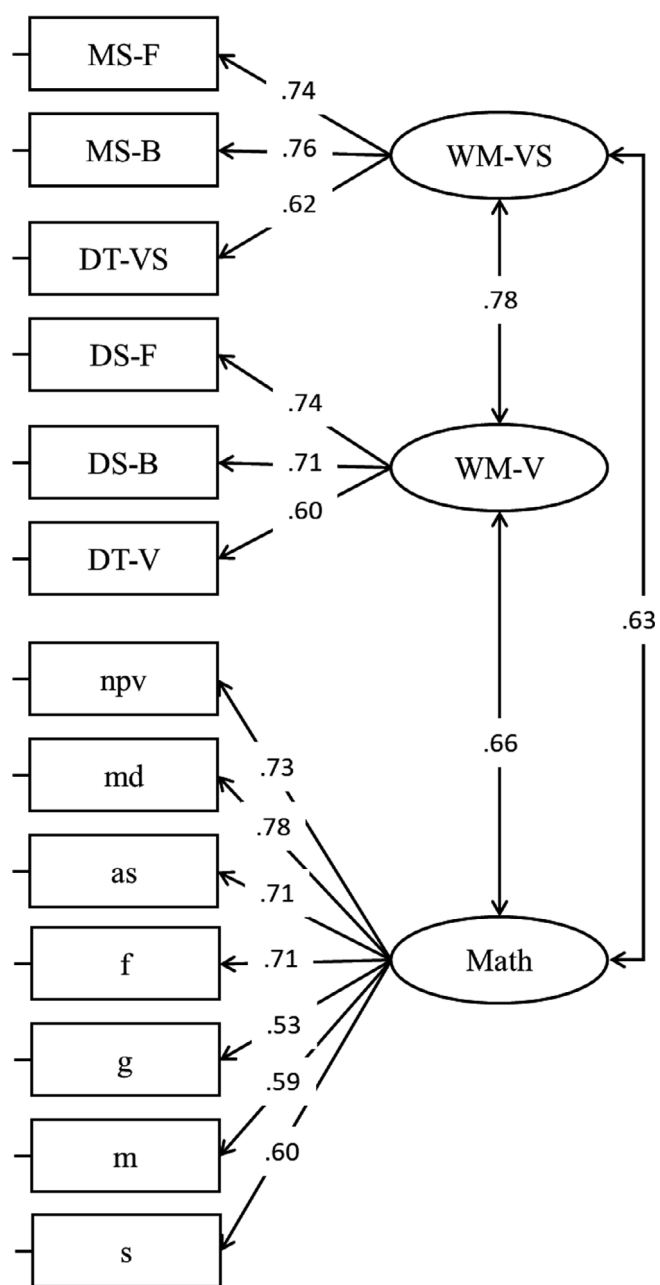 MS-F
.74
MS-B
.76
WM-VS
.62
DT-VS
.78
DS-F
.74
DS-B
.71
WM-V
.60
DT-V
.63
npv
.73
.66
md
.78
as
.71
f
.71
Math
.53
g
.59
m
.60
s